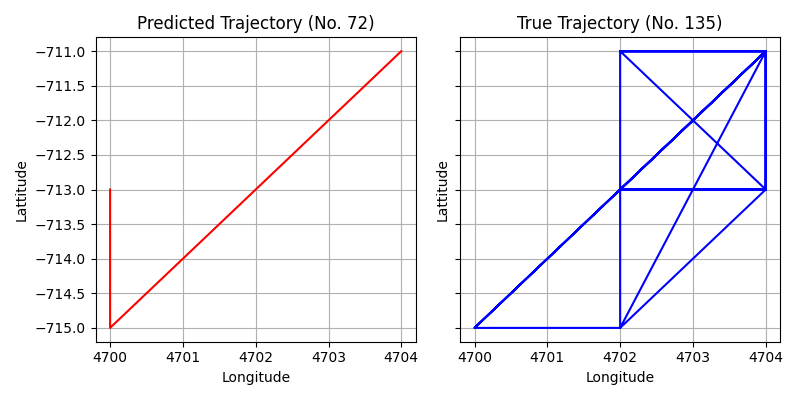 Predicted Trajectory (No. 72)
True Trajectory (No. 135)
Lattitude
−711.0
−711.5
−712.0
−712.5
−713.0
−713.5
−714.0
−714.5
−715.0
4700 4701 4702 4703 4704
Longitude
Lattitude
4700 4701 4702 4703 4704
Longitude